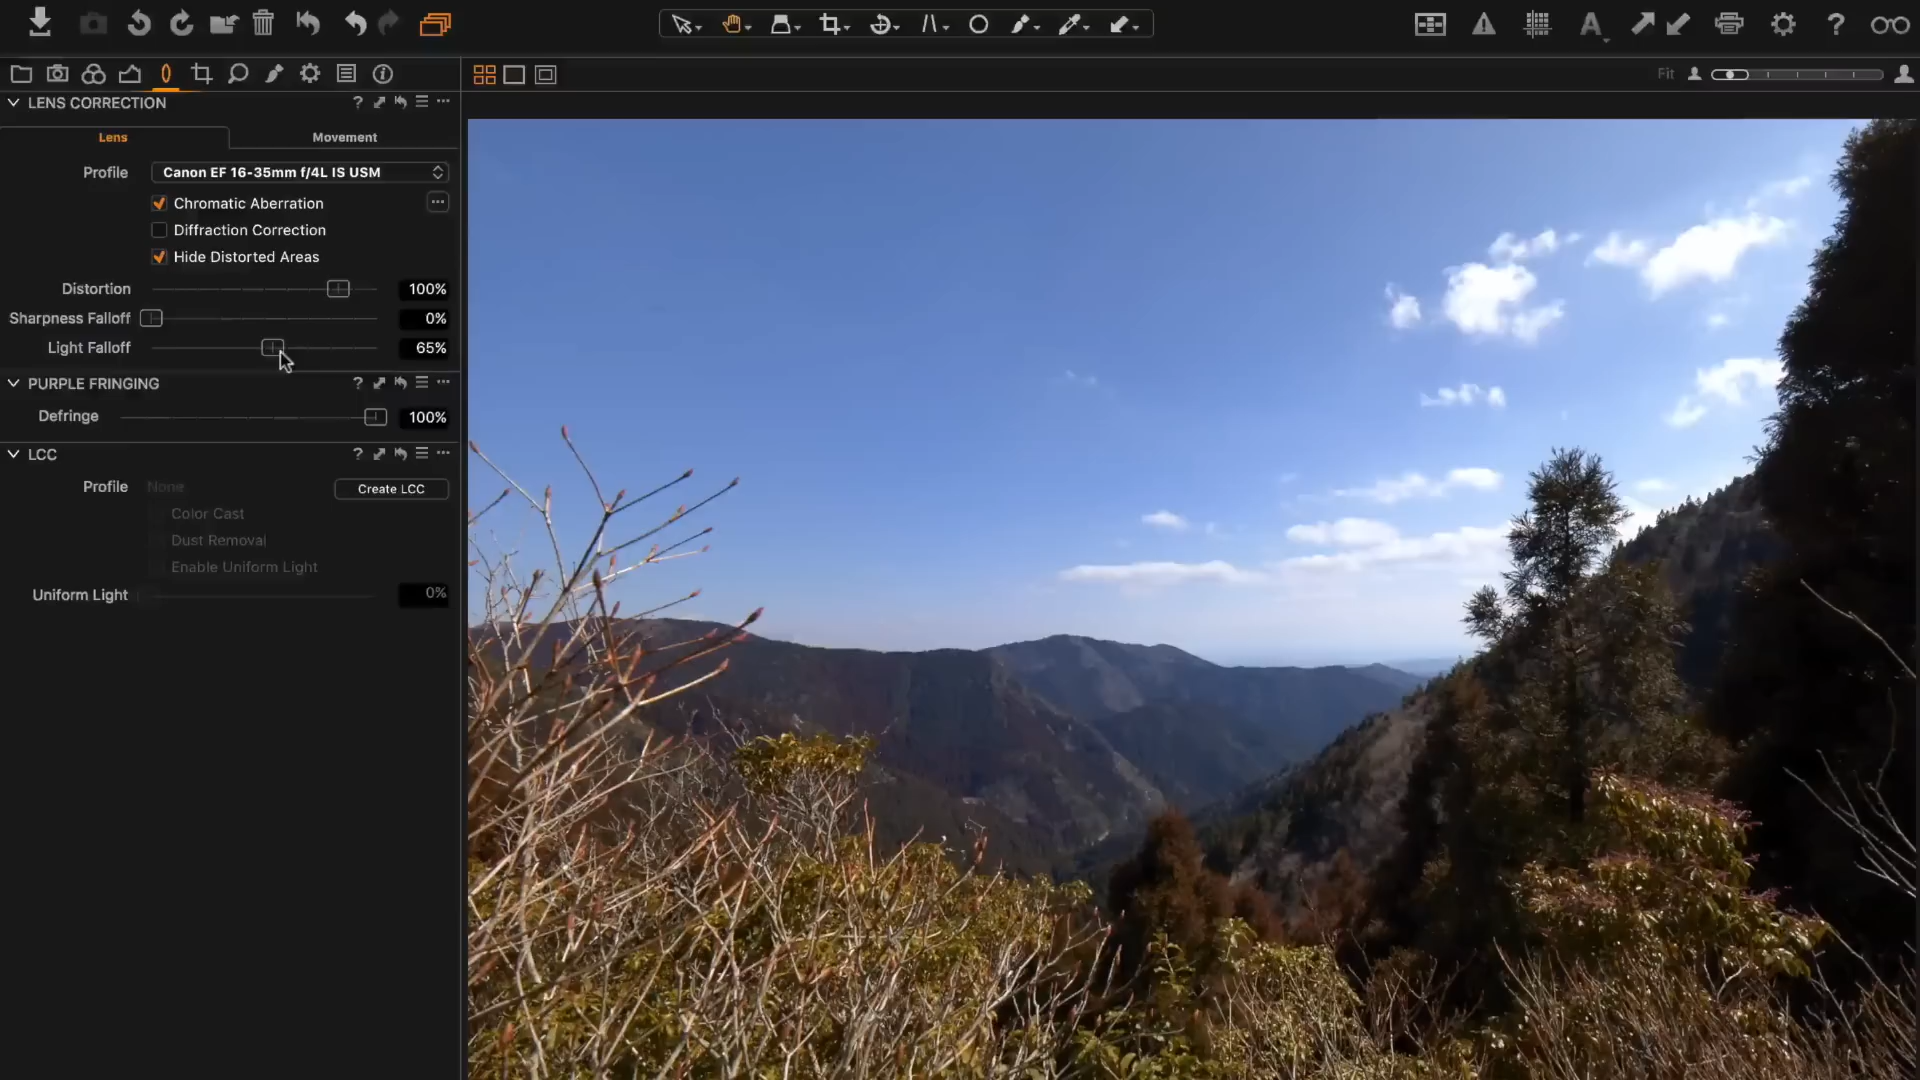 Fit
LENS CORRECTION
Lens
Movement
Profile
Canon EF 16-35mm f/4L IS USM
Chromatic Aberration
Diffraction Correction
Hide Distorted Areas
Distortion
100%
Sharpness Falloff
0%
Light Falloff
65%
PURPLE FRINGING
Defringe
100%
LCC
Profile
None
Create LCC
Color Cast
Dust Removal
Enable Uniform Light
Uniform Light
0%